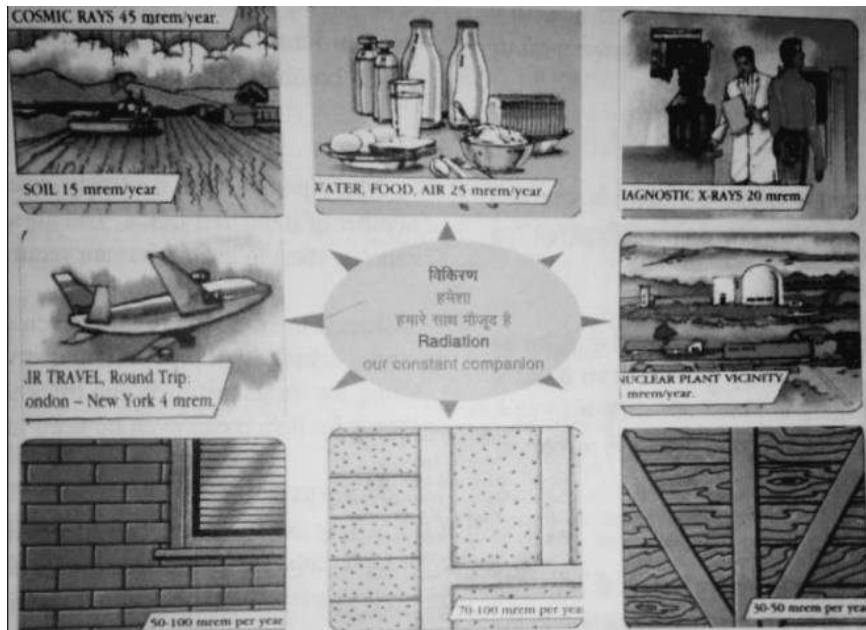 COSMIC RAYS 45 mrem/year.
SOIL 15 mrem/year.
WATER, FOOD, AIR 25 mrem/year.
IAGNOSTIC X-RAYS 20 mrem.
विकिरण
हमेशा
हमारे साथ मौजूद है
Radiation
our constant companion
IR TRAVEL, Round Trip:
ondon – New York 4 mrem.
NUCLEAR PLANT VICINITY
mrem/year.
50-100 mrem per year
70-100 mrem per yea
30-50 mrem per yea